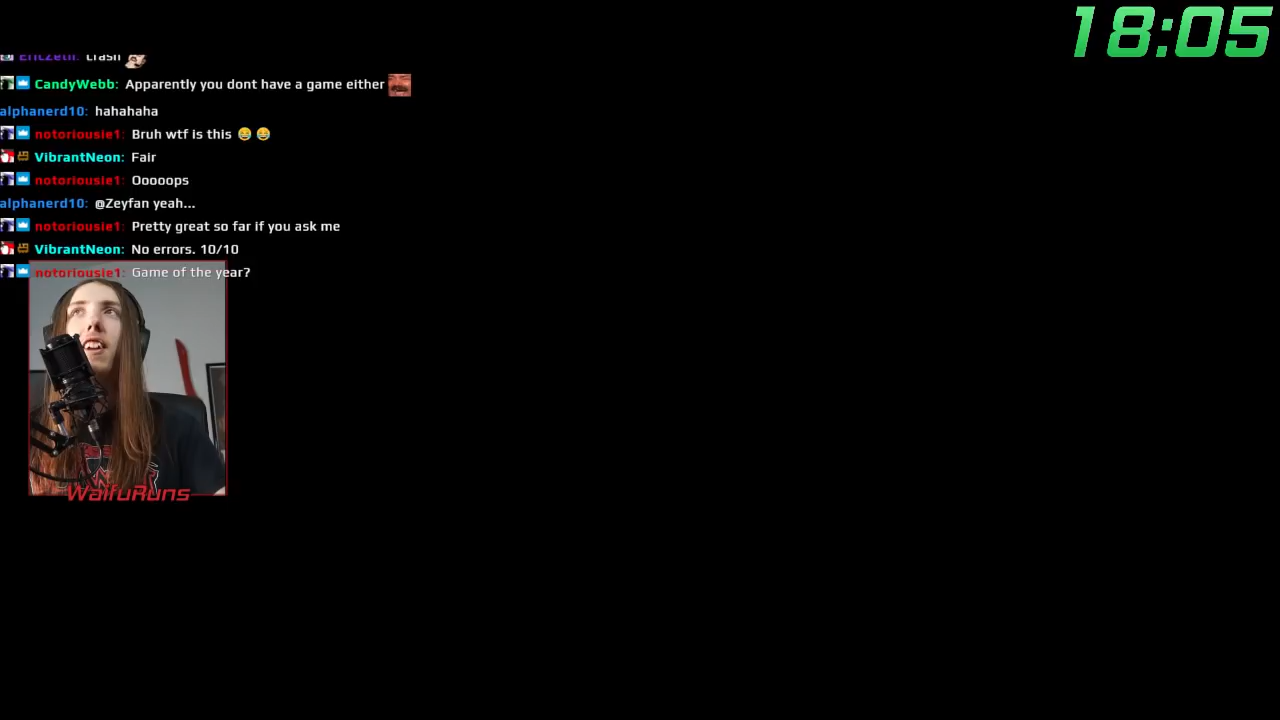 18:05
EricZeth: Crash
CandyWebb: Apparently you dont have a game either
alphanerd10: hahahaha
notoriousie1: Bruh wtf is this 😂 😂
VibrantNeon: Fair
notoriousie1: Ooooops
alphanerd10: @Zeyfan yeah...
notoriousie1: Pretty great so far if you ask me
VibrantNeon: No errors. 10/10
notoriousie1: Game of the year?
WaifuRuns